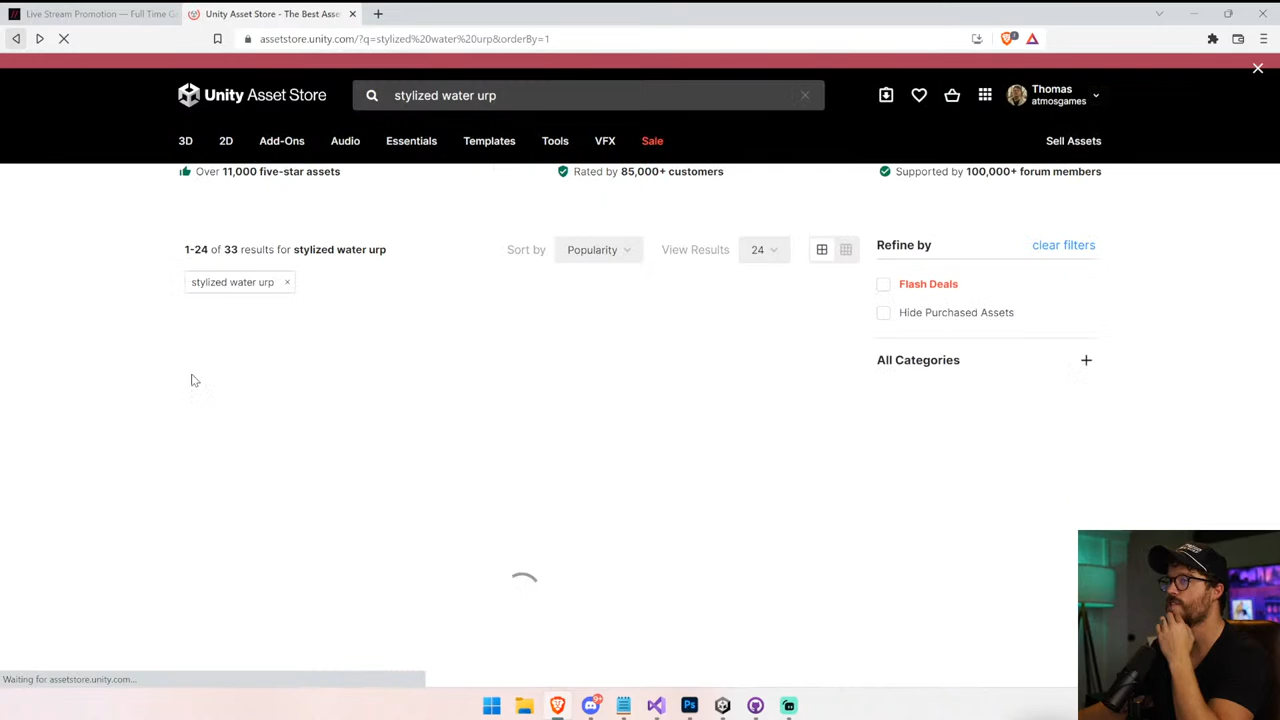 Live Stream Promotion — Full Time G
Unity Asset Store - The Best Asse
assetstore.unity.com/?q=stylized%20water%20urp&orderBy=1
Unity Asset Store
stylized water urp
Thomas
atmosgames
3D
2D
Add-Ons
Audio
Essentials
Templates
Tools
VFX
Sale
Sell Assets
Over 11,000 five-star assets
Rated by 85,000+ customers
Supported by 100,000+ forum members
1-24 of 33 results for stylized water urp
Sort by
Popularity
View Results
24
Refine by
clear filters
stylized water urp ×
Flash Deals
Hide Purchased Assets
All Categories
Waiting for assetstore.unity.com...
Ps